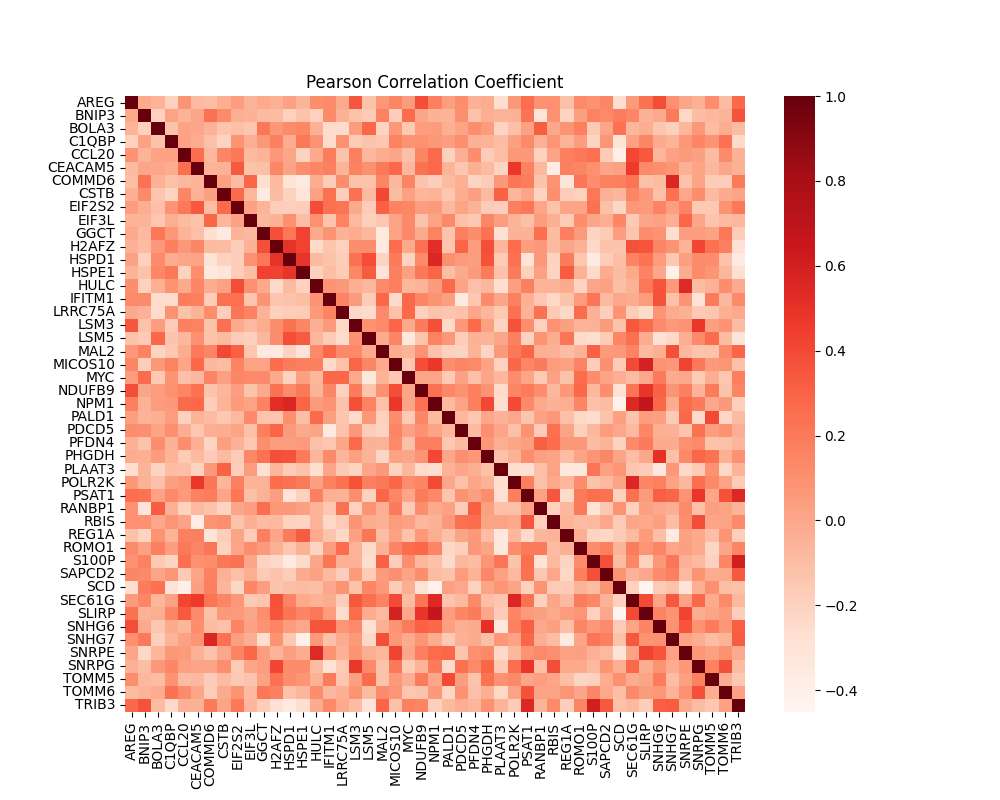 Pearson Correlation Coefficient
AREG
BNIP3
BOLA3
C1QBP
CCL20
CEACAM5
COMMD6
CSTB
EIF2S2
EIF3L
GGCT
H2AFZ
HSPD1
HSPE1
HULC
IFITM1
LRRC75A
LSM3
LSM5
MAL2
MICOS10
MYC
NDUFB9
NPM1
PALD1
PDCD5
PFDN4
PHGDH
PLAAT3
POLR2K
PSAT1
RANBP1
RBIS
REG1A
ROMO1
S100P
SAPCD2
SCD
SEC61G
SLIRP
SNHG6
SNHG7
SNRPE
SNRPG
TOMM5
TOMM6
TRIB3
AREG
BNIP3
BOLA3
C1QBP
CCL20
CEACAM5
COMMD6
CSTB
EIF2S2
EIF3L
GGCT
H2AFZ
HSPD1
HSPE1
HULC
IFITM1
LRRC75A
LSM3
LSM5
MAL2
MICOS10
MYC
NDUFB9
NPM1
PALD1
PDCD5
PFDN4
PHGDH
PLAAT3
POLR2K
PSAT1
RANBP1
RBIS
REG1A
ROMO1
S100P
SAPCD2
SCD
SEC61G
SLIRP
SNHG6
SNHG7
SNRPE
SNRPG
TOMM5
TOMM6
TRIB3
1.0
0.8
0.6
0.4
0.2
0.0
−0.2
−0.4